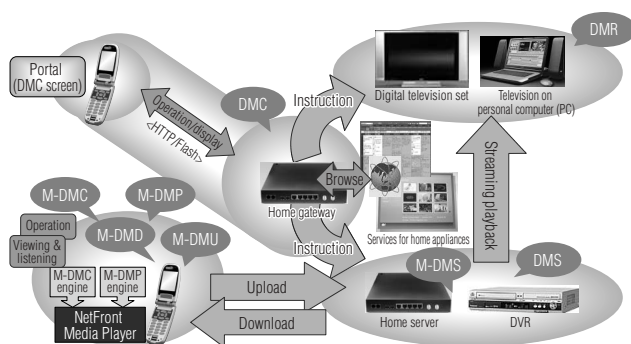 DMR
Portal
(DMC screen)
Operation/display
<HTTP/Flash>
DMC
Instruction
Digital television set
Television on
personal computer (PC)
Browse
Home gateway
Services for home appliances
Streaming playback
M-DMC
M-DMP
M-DMD
M-DMU
Operation
Viewing &
listening
M-DMC
engine
M-DMP
engine
NetFront
Media Player
Instruction
Upload
Download
M-DMS
DMS
Home server
DVR